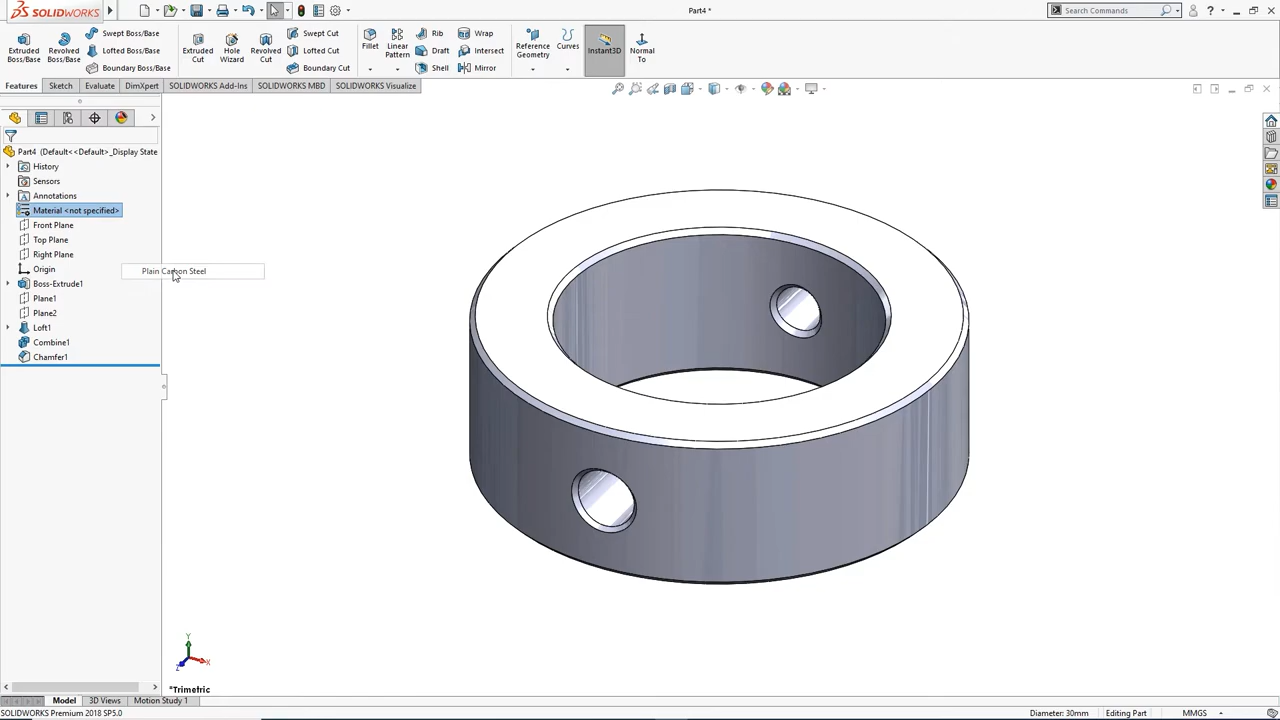 SOLIDWORKS
Part4 *
Search Commands
Extruded Boss/Base
Revolved Boss/Base
Swept Boss/Base
Lofted Boss/Base
Boundary Boss/Base
Extruded Cut
Hole Wizard
Revolved Cut
Swept Cut
Lofted Cut
Boundary Cut
Fillet
Linear Pattern
Rib
Draft
Shell
Wrap
Intersect
Mirror
Reference Geometry
Curves
Instant3D
Normal To
Features
Sketch
Evaluate
DimXpert
SOLIDWORKS Add-Ins
SOLIDWORKS MBD
SOLIDWORKS Visualize
Part4 (Default<<Default>_Display State
History
Sensors
Annotations
Material <not specified>
Front Plane
Top Plane
Right Plane
Origin
Plain Carbon Steel
Boss-Extrude1
Plane1
Plane2
Loft1
Combine1
Chamfer1
Y
X
Z
*Trimetric
Model
3D Views
Motion Study 1
SOLIDWORKS Premium 2018 SP5.0
Diameter: 30mm
Editing Part
MMGS